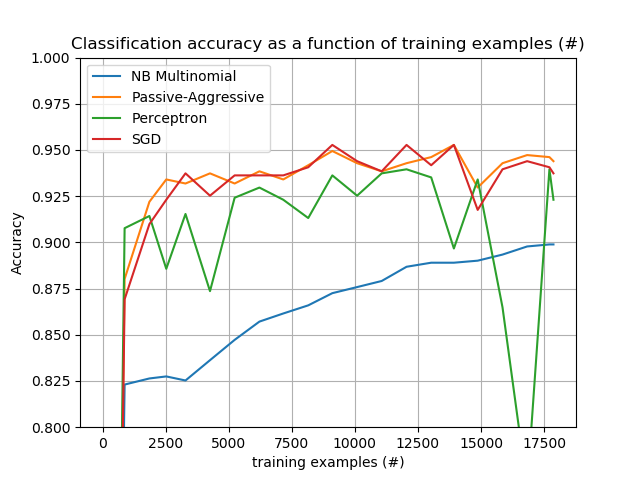 Classification accuracy as a function of training examples (#)
1.000
0.975
0.950
0.925
0.900
0.875
0.850
0.825
0.800
Accuracy
NB Multinomial
Passive-Aggressive
Perceptron
SGD
0 2500 5000 7500 10000 12500 15000 17500
training examples (#)